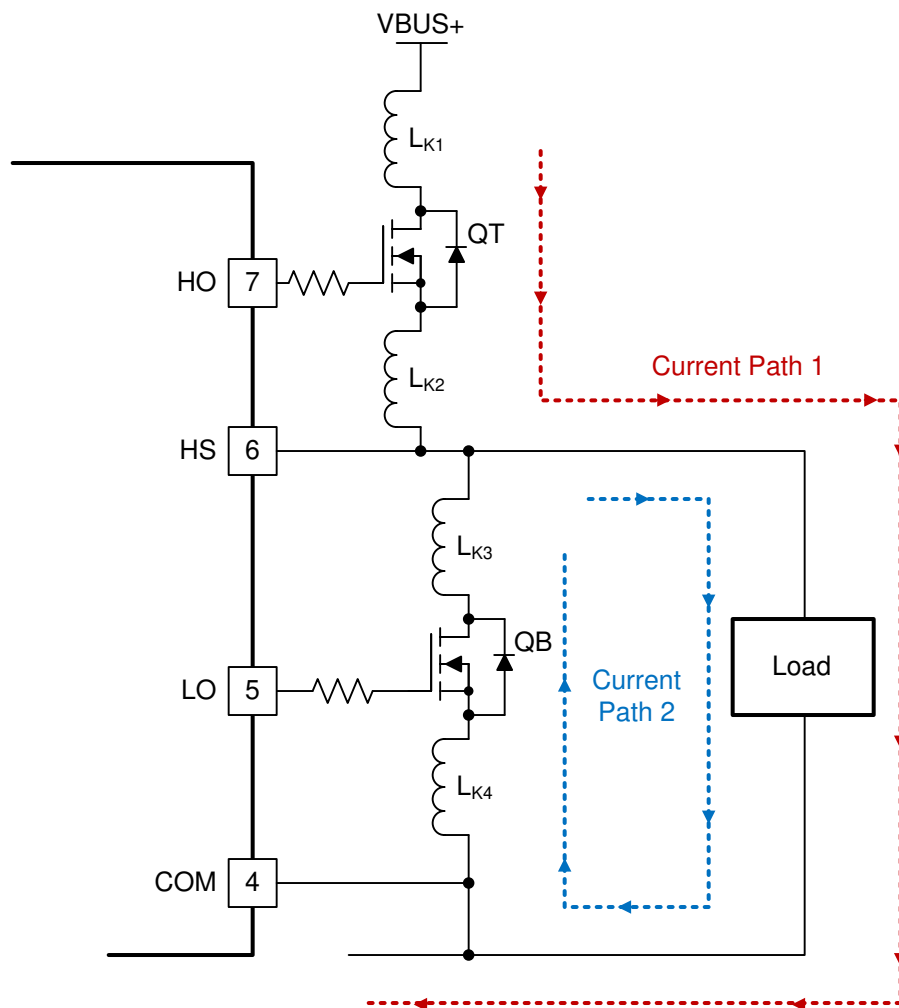 VBUS+
LK1
QT
HO 7
LK2
Current Path 1
HS 6
LK3
QB
LO 5
Current
Path 2
Load
LK4
COM 4